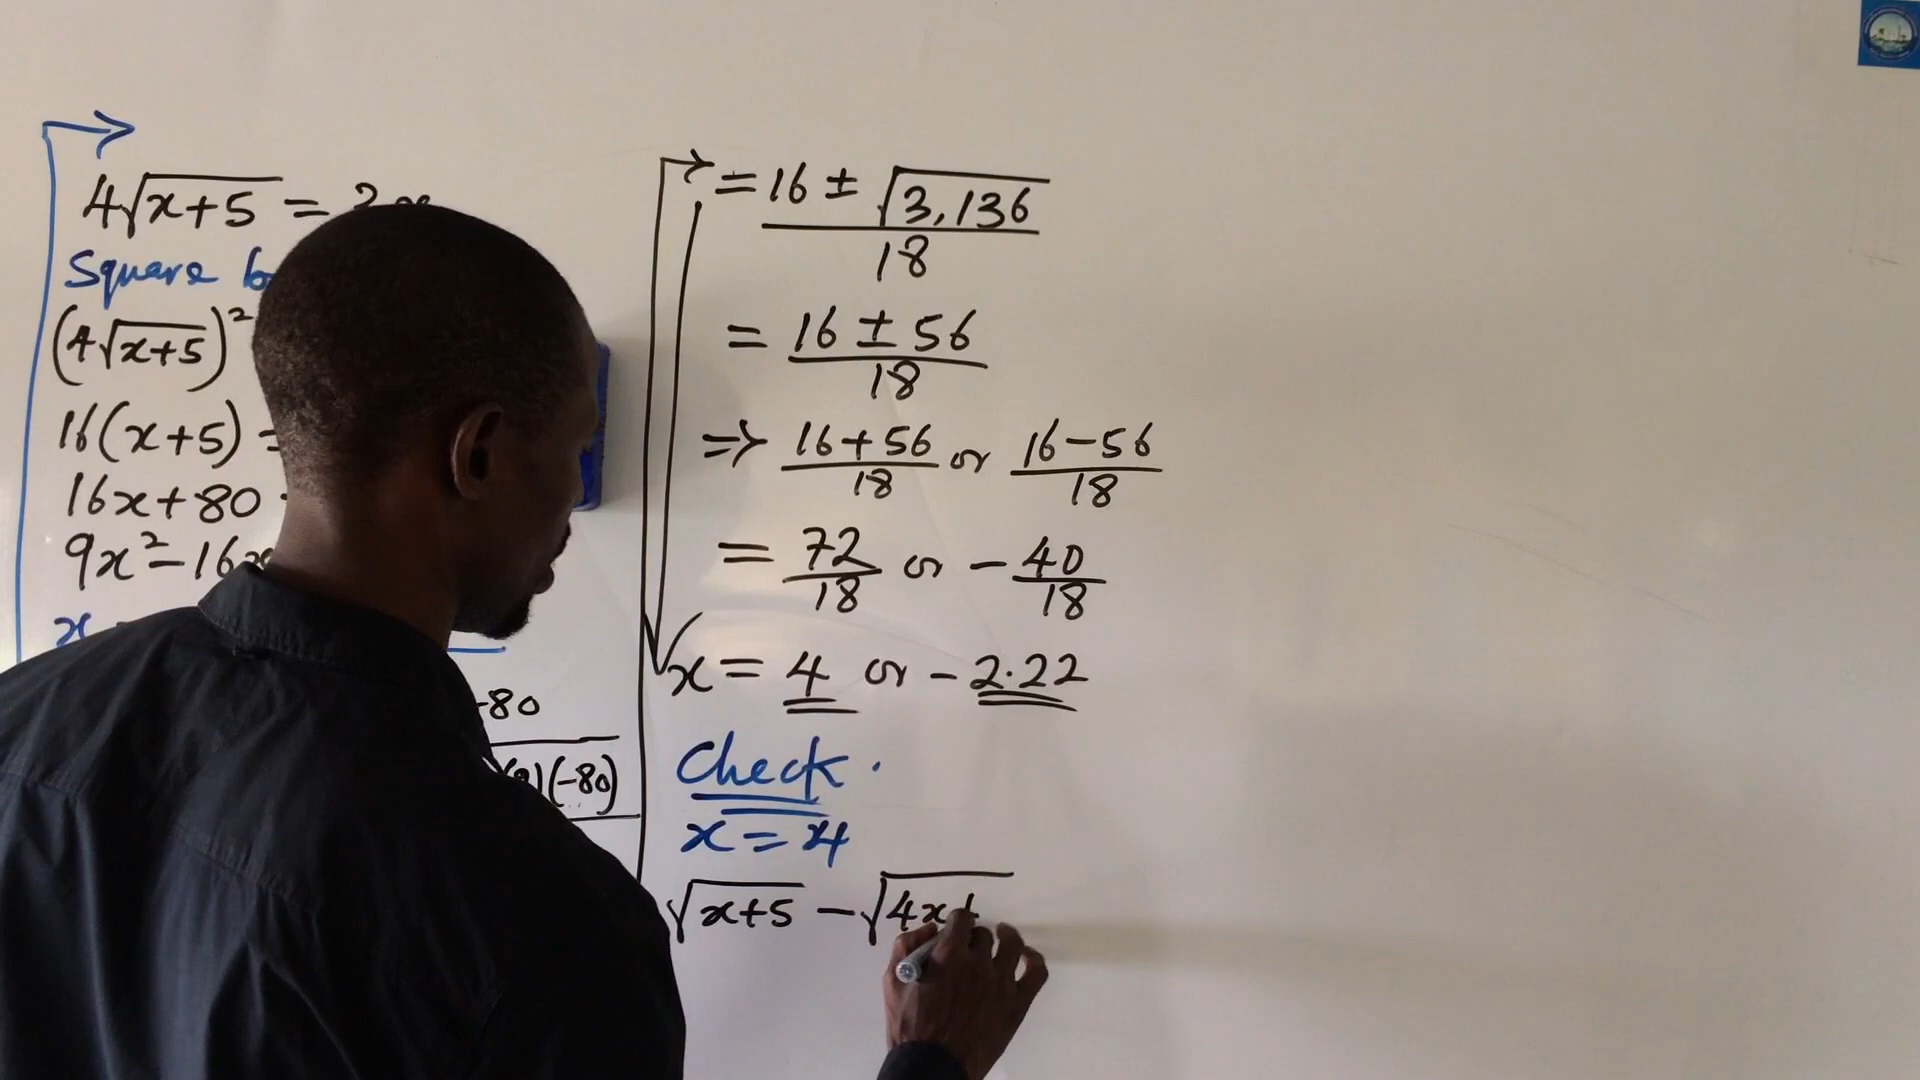 4√x+5 =
Square
(4√x+5)²
16(x+5) =
16x+80
9x²-16x
x
-80
(-80)
= 16 ± √3,136
18
= 16 ± 56
18
=> 16+56 or 16-56
18 18
= 72 or - 40
18 18
x = 4 or - 2.22
Check.
x = 4
√x+5 - √4x+